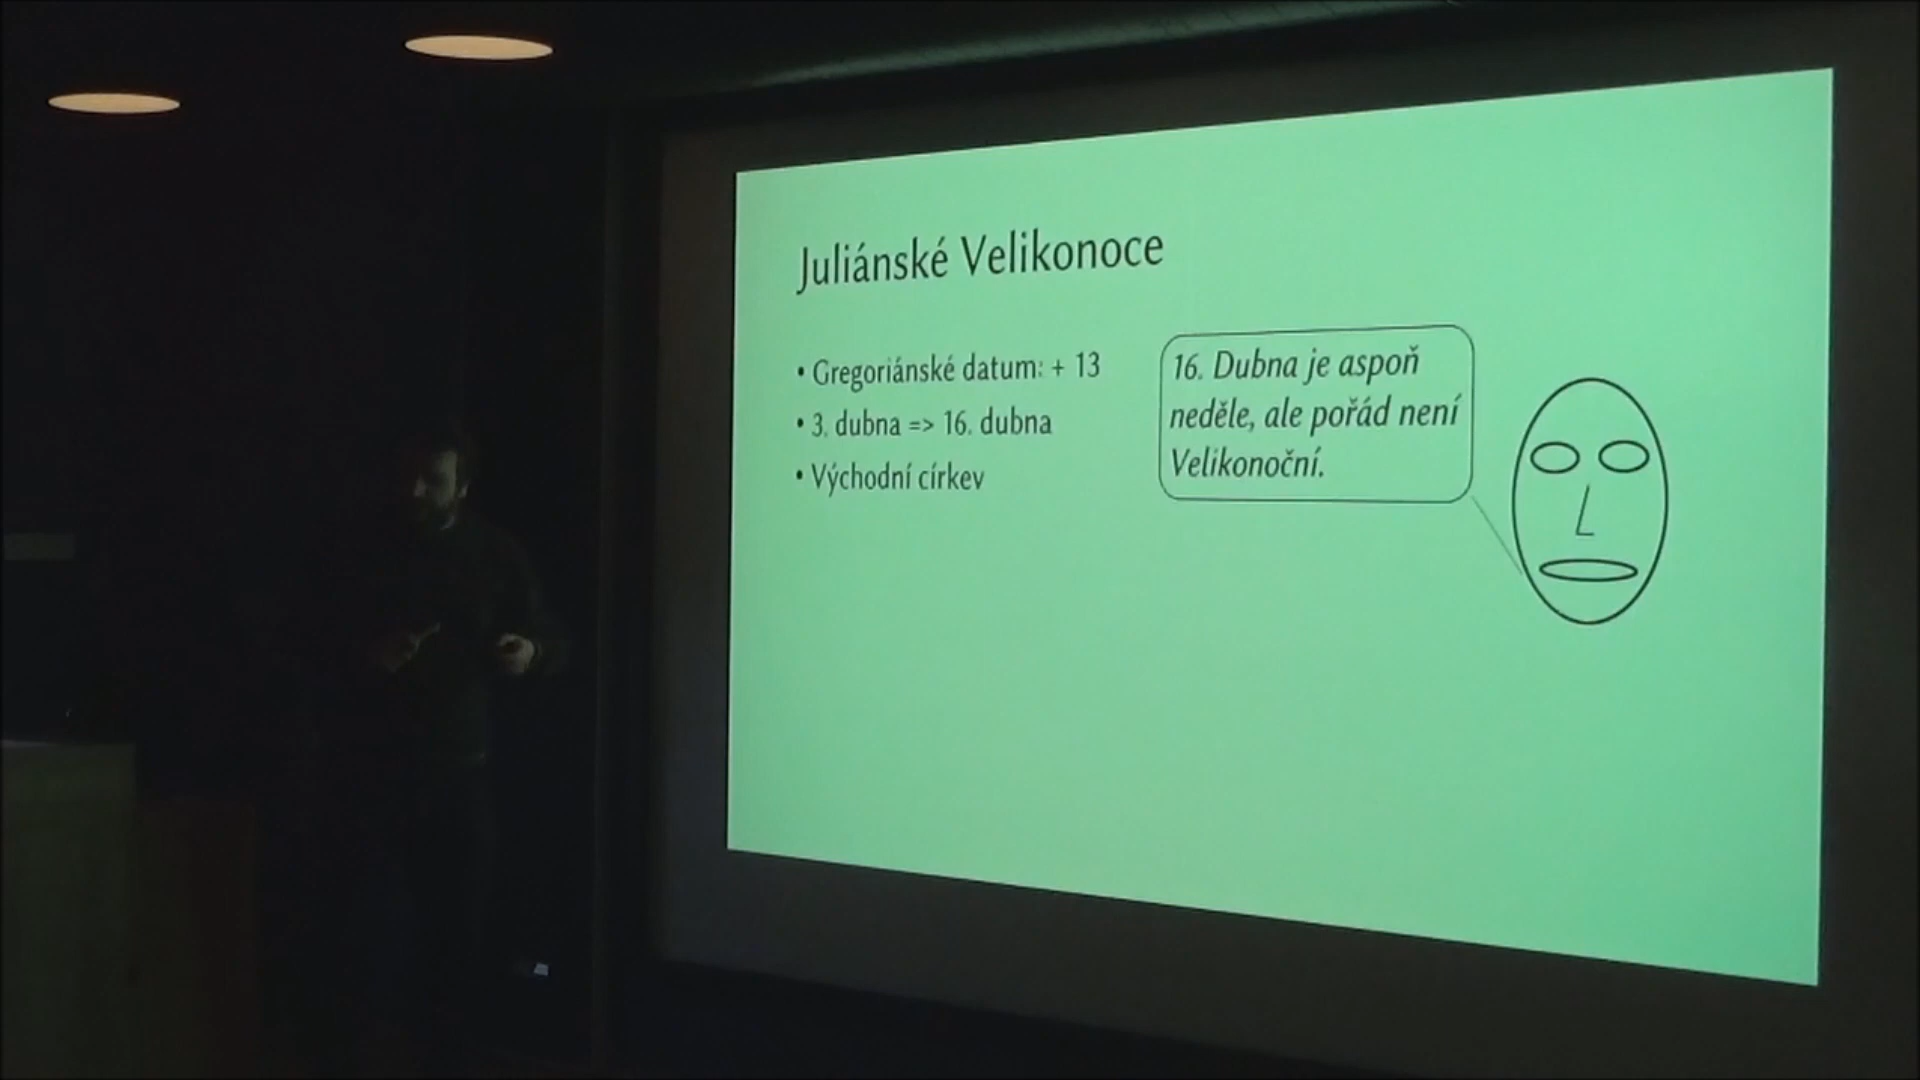 Juliánské Velikonoce
• Gregoriánské datum: + 13
• 3. dubna => 16. dubna
• Východní církev
16. Dubna je aspoň
neděle, ale pořád není
Velikonoční.